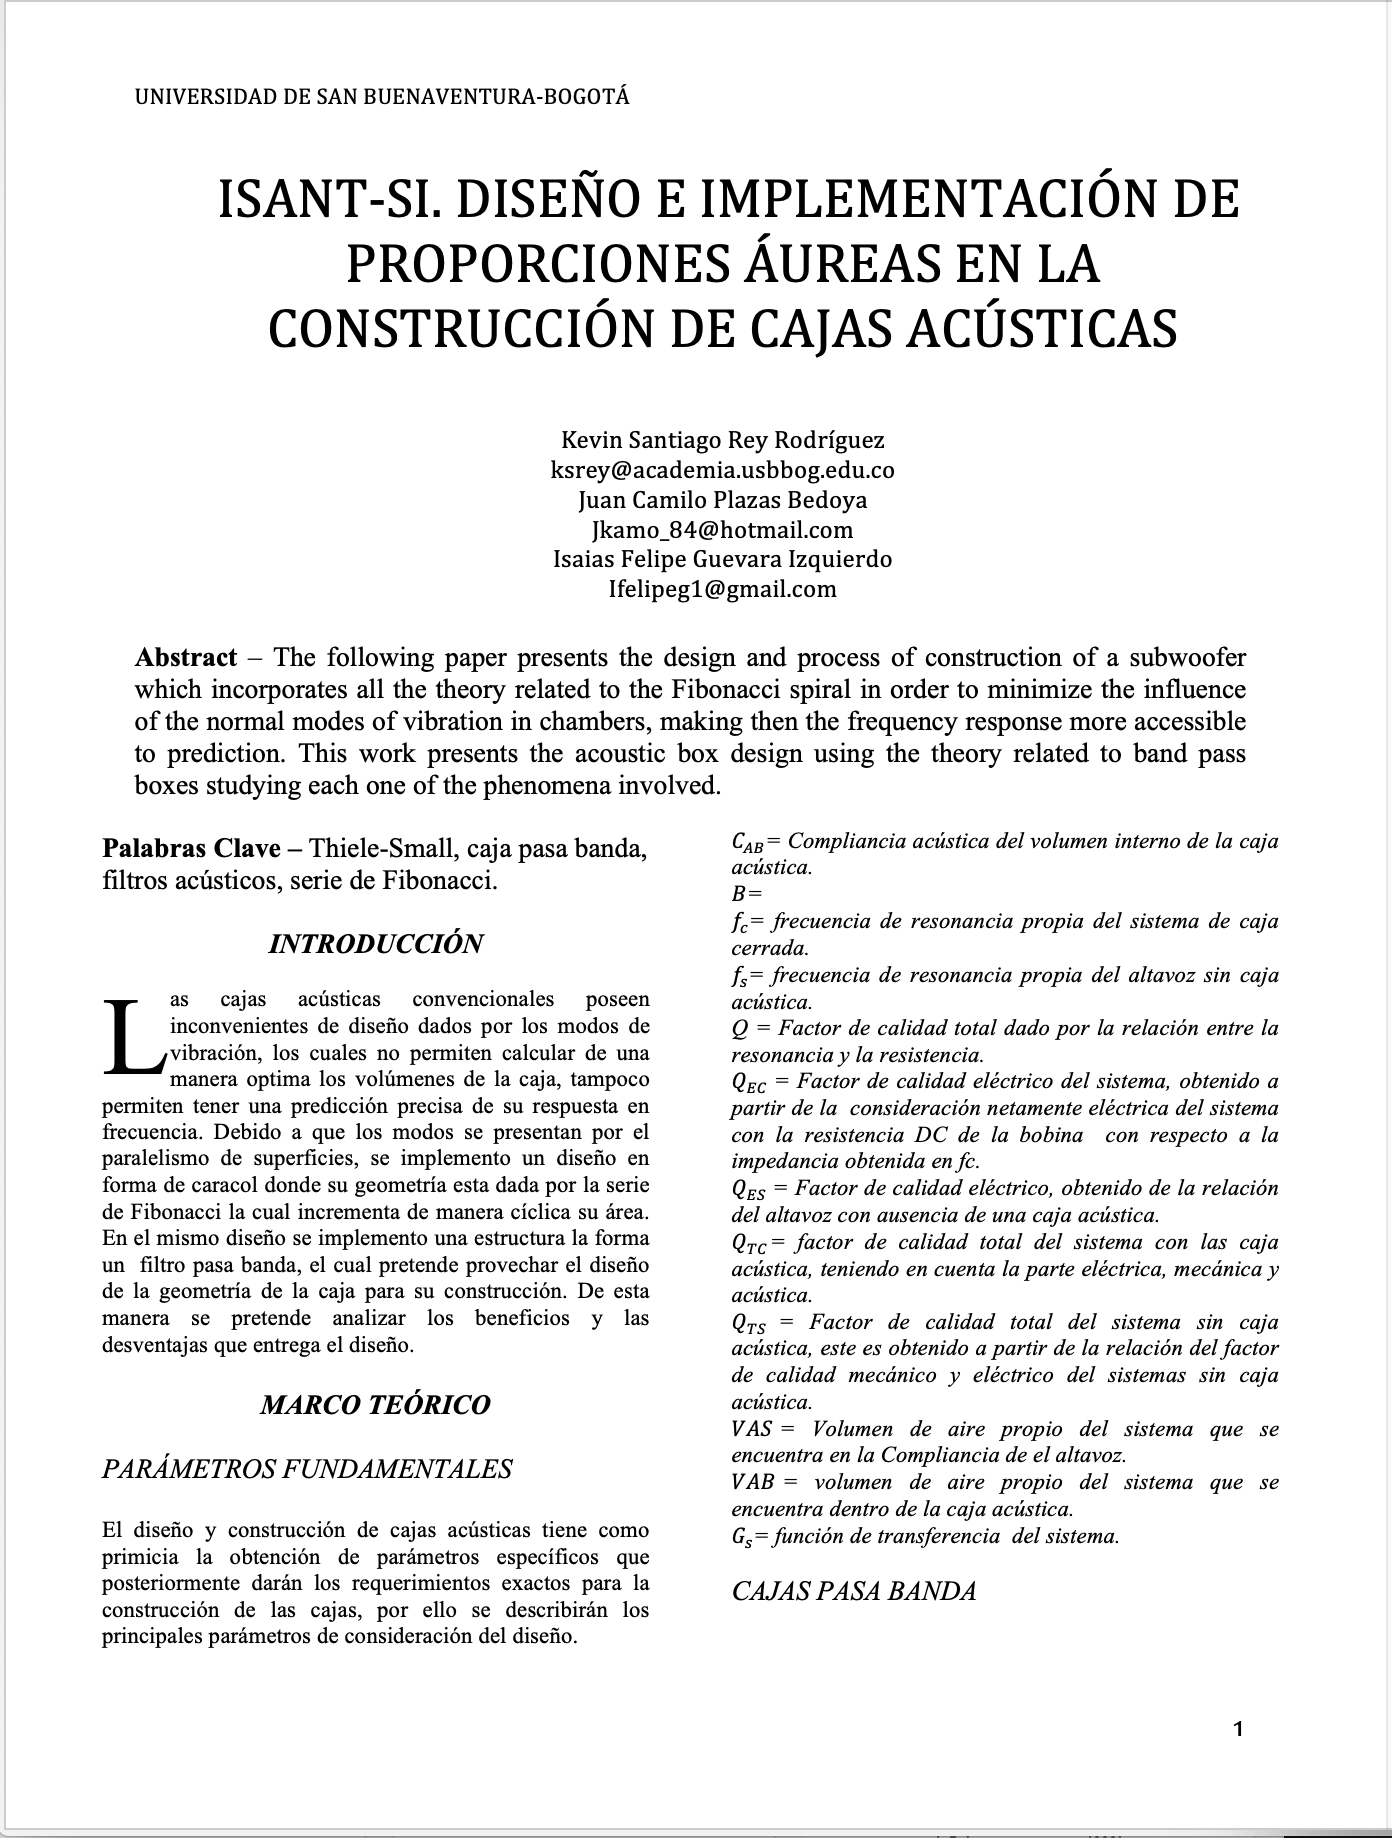 UNIVERSIDAD DE SAN BUENAVENTURA-BOGOTÁ
ISANT-SI. DISEÑO E IMPLEMENTACIÓN DE
PROPORCIONES ÁUREAS EN LA
CONSTRUCCIÓN DE CAJAS ACÚSTICAS
Kevin Santiago Rey Rodríguez
ksrey@academia.usbbog.edu.co
Juan Camilo Plazas Bedoya
Jkamo_84@hotmail.com
Isaias Felipe Guevara Izquierdo
Ifelipeg1@gmail.com
Abstract – The following paper presents the design and process of construction of a subwoofer
which incorporates all the theory related to the Fibonacci spiral in order to minimize the influence
of the normal modes of vibration in chambers, making then the frequency response more accessible
to prediction. This work presents the acoustic box design using the theory related to band pass
boxes studying each one of the phenomena involved.
Palabras Clave – Thiele-Small, caja pasa banda,
filtros acústicos, serie de Fibonacci.
INTRODUCCIÓN
Las cajas acústicas convencionales poseen
inconvenientes de diseño dados por los modos de
vibración, los cuales no permiten calcular de una
manera optima los volúmenes de la caja, tampoco
permiten tener una predicción precisa de su respuesta en
frecuencia. Debido a que los modos se presentan por el
paralelismo de superficies, se implemento un diseño en
forma de caracol donde su geometría esta dada por la serie
de Fibonacci la cual incrementa de manera cíclica su área.
En el mismo diseño se implemento una estructura la forma
un filtro pasa banda, el cual pretende provechar el diseño
de la geometría de la caja para su construcción. De esta
manera se pretende analizar los beneficios y las
desventajas que entrega el diseño.
MARCO TEÓRICO
PARÁMETROS FUNDAMENTALES
El diseño y construcción de cajas acústicas tiene como
primicia la obtención de parámetros específicos que
posteriormente darán los requerimientos exactos para la
construcción de las cajas, por ello se describirán los
principales parámetros de consideración del diseño.
C_AB= Compliancia acústica del volumen interno de la caja
acústica.
B=
f_c= frecuencia de resonancia propia del sistema de caja
cerrada.
f_s= frecuencia de resonancia propia del altavoz sin caja
acústica.
Q = Factor de calidad total dado por la relación entre la
resonancia y la resistencia.
Q_EC = Factor de calidad eléctrico del sistema, obtenido a
partir de la consideración netamente eléctrica del sistema
con la resistencia DC de la bobina con respecto a la
impedancia obtenida en fc.
Q_ES = Factor de calidad eléctrico, obtenido de la relación
del altavoz con ausencia de una caja acústica.
Q_TC= factor de calidad total del sistema con las caja
acústica, teniendo en cuenta la parte eléctrica, mecánica y
acústica.
Q_TS = Factor de calidad total del sistema sin caja
acústica, este es obtenido a partir de la relación del factor
de calidad mecánico y eléctrico del sistemas sin caja
acústica.
VAS = Volumen de aire propio del sistema que se
encuentra en la Compliancia de el altavoz.
VAB = volumen de aire propio del sistema que se
encuentra dentro de la caja acústica.
G_s= función de transferencia del sistema.
CAJAS PASA BANDA
1